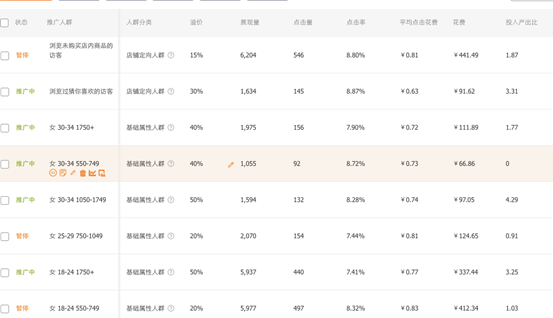 状态 推广人群 人群分类 溢价 展现量 点击量 点击率 平均点击花费 花费 投入产出比
暂停 浏览未购买店内商品的访客 店铺定向人群 15% 6,204 546 8.80% ￥0.81 ￥441.49 1.87
推广中 浏览过猜你喜欢的访客 店铺定向人群 30% 1,634 145 8.87% ￥0.63 ￥91.62 3.31
推广中 女 30-34 1750+ 基础属性人群 40% 1,975 156 7.90% ￥0.72 ￥111.89 1.77
推广中 女 30-34 550-749 基础属性人群 40% 1,055 92 8.72% ￥0.73 ￥66.86 0
推广中 女 30-34 1050-1749 基础属性人群 50% 1,594 132 8.28% ￥0.74 ￥97.05 4.29
暂停 女 25-29 750-1049 基础属性人群 20% 2,070 154 7.44% ￥0.81 ￥124.65 0.91
推广中 女 18-24 1750+ 基础属性人群 50% 5,937 440 7.41% ￥0.77 ￥337.44 3.25
暂停 女 18-24 550-749 基础属性人群 20% 5,977 497 8.32% ￥0.83 ￥412.34 1.03